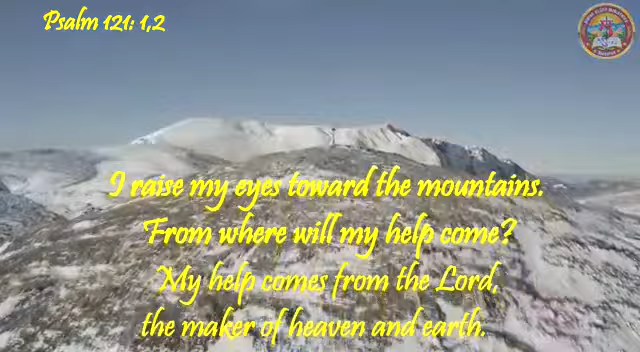 Psalm 121: 1,2
I raise my eyes toward the mountains.
From where will my help come?
My help comes from the Lord,
the maker of heaven and earth.